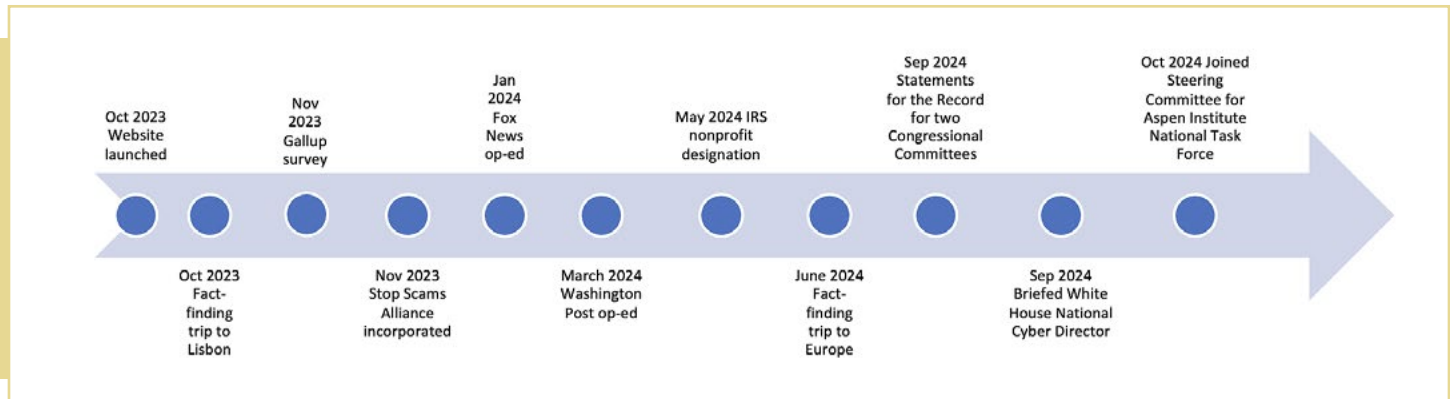 Oct 2023
Website
launched
Oct 2023
Fact-
finding
trip to
Lisbon
Nov
2023
Gallup
survey
Nov 2023
Stop Scams
Alliance
incorporated
Jan
2024
Fox
News
op-ed
March 2024
Washington
Post op-ed
May 2024 IRS
nonprofit
designation
June 2024
Fact-
finding
trip to
Europe
Sep 2024
Statements
for the Record
for two
Congressional
Committees
Sep 2024
Briefed White
House National
Cyber Director
Oct 2024 Joined
Steering
Committee for
Aspen Institute
National Task
Force